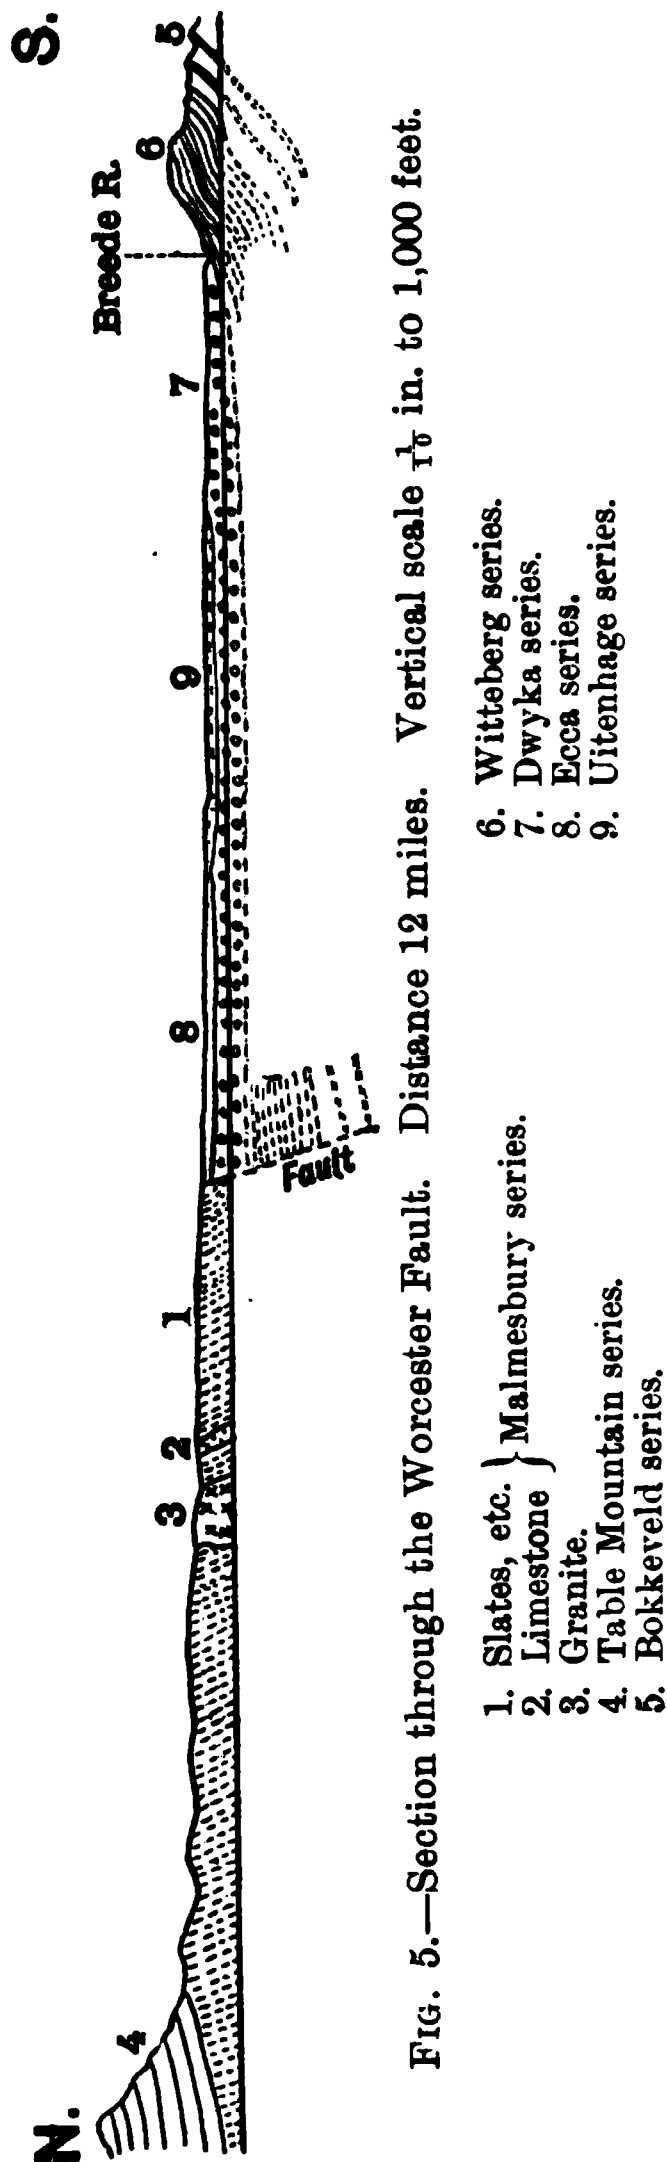 N.
S.
4
3
2
1
8
9
7
Breede R.
6
5
Fault
FIG. 5.—Section through the Worcester Fault. Distance 12 miles. Vertical scale 1/10 in. to 1,000 feet.
1. Slates, etc. } Malmesbury series.
2. Limestone
3. Granite.
4. Table Mountain series.
5. Bokkeveld series.
6. Witteberg series.
7. Dwyka series.
8. Ecca series.
9. Uitenhage series.